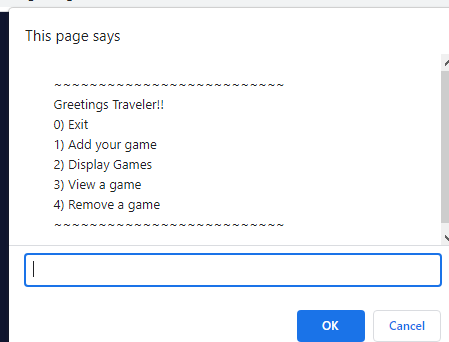 This page says
~~~~~~~~~~~~~~~~~~~~~~~~~~
Greetings Traveler!!
0) Exit
1) Add your game
2) Display Games
3) View a game
4) Remove a game
~~~~~~~~~~~~~~~~~~~~~~~~~~
OK
Cancel